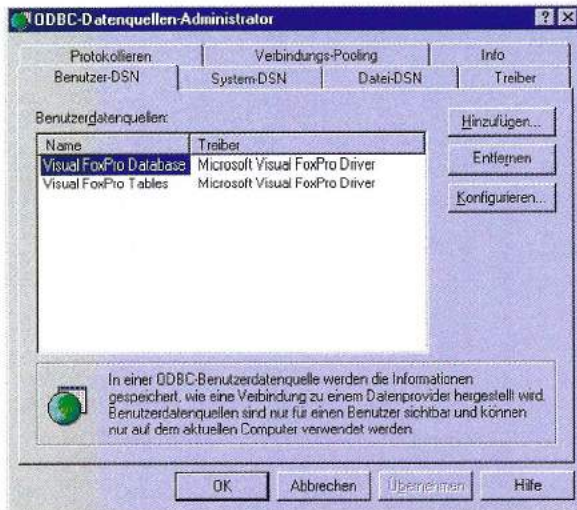 ODBC-Datenquellen-Administrator
Protokollieren
Verbindungs-Pooling
Info
Benutzer-DSN
System-DSN
Datei-DSN
Treiber
Benutzerdatenquellen:
Hinzufügen...
Name
Treiber
Visual FoxPro Database
Microsoft Visual FoxPro Driver
Visual FoxPro Tables
Microsoft Visual FoxPro Driver
Entfernen
Konfigurieren...
In einer ODBC-Benutzerdatenquelle werden die Informationen
gespeichert, wie eine Verbindung zu einem Datenprovider hergestellt wird.
Benutzerdatenquellen sind nur für einen Benutzer sichtbar und können
nur auf dem aktuellen Computer verwendet werden.
OK
Abbrechen
Übernehmen
Hilfe